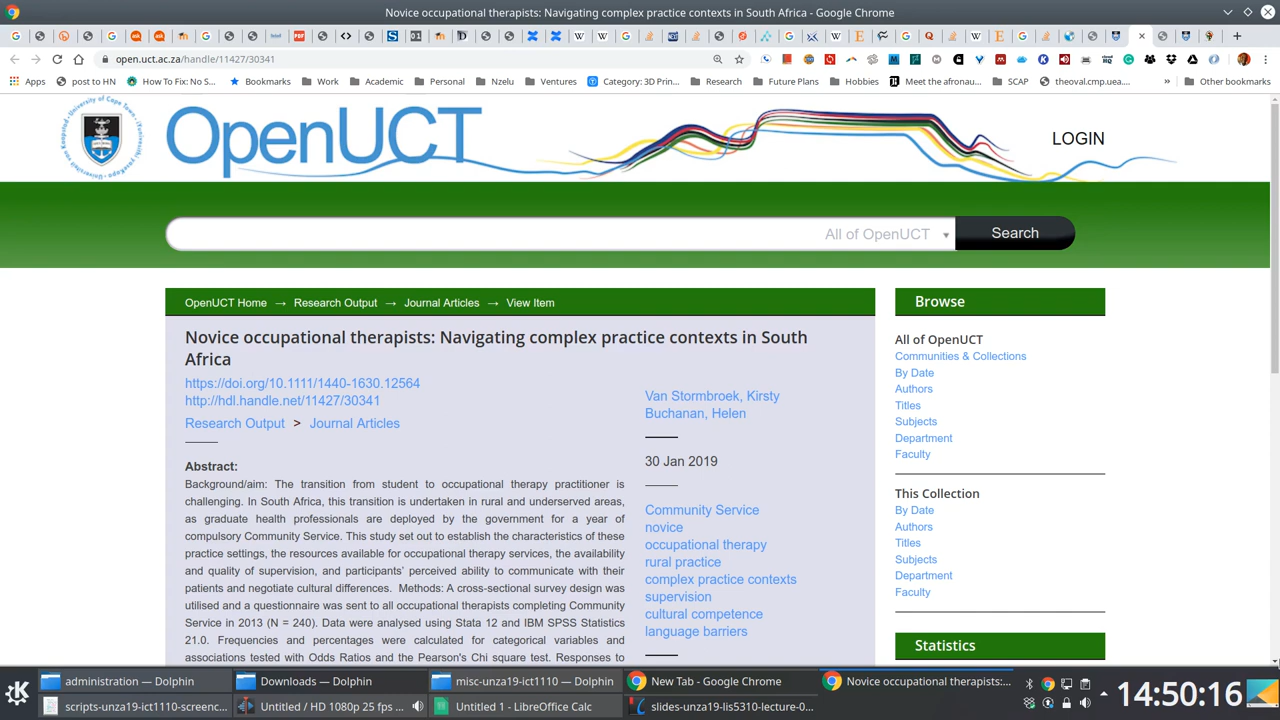 Novice occupational therapists: Navigating complex practice contexts in South Africa - Google Chrome
open.uct.ac.za/handle/11427/30341
Apps
post to HN
How To Fix: No S...
Bookmarks
Work
Academic
Personal
Nzelu
Ventures
Category: 3D Prin...
Research
Future Plans
Hobbies
Meet the afronau...
SCAP
theoval.cmp.uea....
»
Other bookmarks
OpenUCT
LOGIN
All of OpenUCT
Search
OpenUCT Home → Research Output → Journal Articles → View Item
Novice occupational therapists: Navigating complex practice contexts in South
Africa
https://doi.org/10.1111/1440-1630.12564
http://hdl.handle.net/11427/30341
Research Output > Journal Articles
Abstract:
Background/aim: The transition from student to occupational therapy practitioner is
challenging. In South Africa, this transition is undertaken in rural and underserved areas,
as graduate health professionals are deployed by the government for a year of
compulsory Community Service. This study set out to establish the characteristics of these
practice settings, the resources available for occupational therapy services, the availability
and quality of supervision, and participants' perceived ability to communicate with their
patients and negotiate cultural differences. Methods: A cross-sectional survey design was
utilised and a questionnaire was sent to all occupational therapists completing Community
Service in 2013 (N = 240). Data were analysed using Stata 12 and IBM SPSS Statistics
21.0. Frequencies and percentages were calculated for categorical variables and
associations tested with Odds Ratios and the Pearson's Chi square test. Responses to
Van Stormbroek, Kirsty
Buchanan, Helen
30 Jan 2019
Community Service
novice
occupational therapy
rural practice
complex practice contexts
supervision
cultural competence
language barriers
Browse
All of OpenUCT
Communities & Collections
By Date
Authors
Titles
Subjects
Department
Faculty
This Collection
By Date
Authors
Titles
Subjects
Department
Faculty
Statistics
administration — Dolphin
Downloads — Dolphin
misc-unza19-ict1110 — Dolphin
New Tab - Google Chrome
Novice occupational therapists:...
scripts-unza19-ict1110-screenc...
Untitled / HD 1080p 25 fps ...
Untitled 1 - LibreOffice Calc
slides-unza19-lis5310-lecture-0...
14:50:16